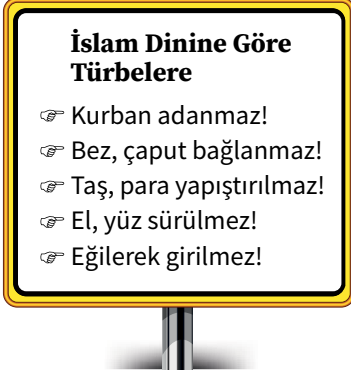 İslam Dinine Göre
Türbelere
☞ Kurban adanmaz!
☞ Bez, çaput bağlanmaz!
☞ Taş, para yapıştırılmaz!
☞ El, yüz sürülmez!
☞ Eğilerek girilmez!